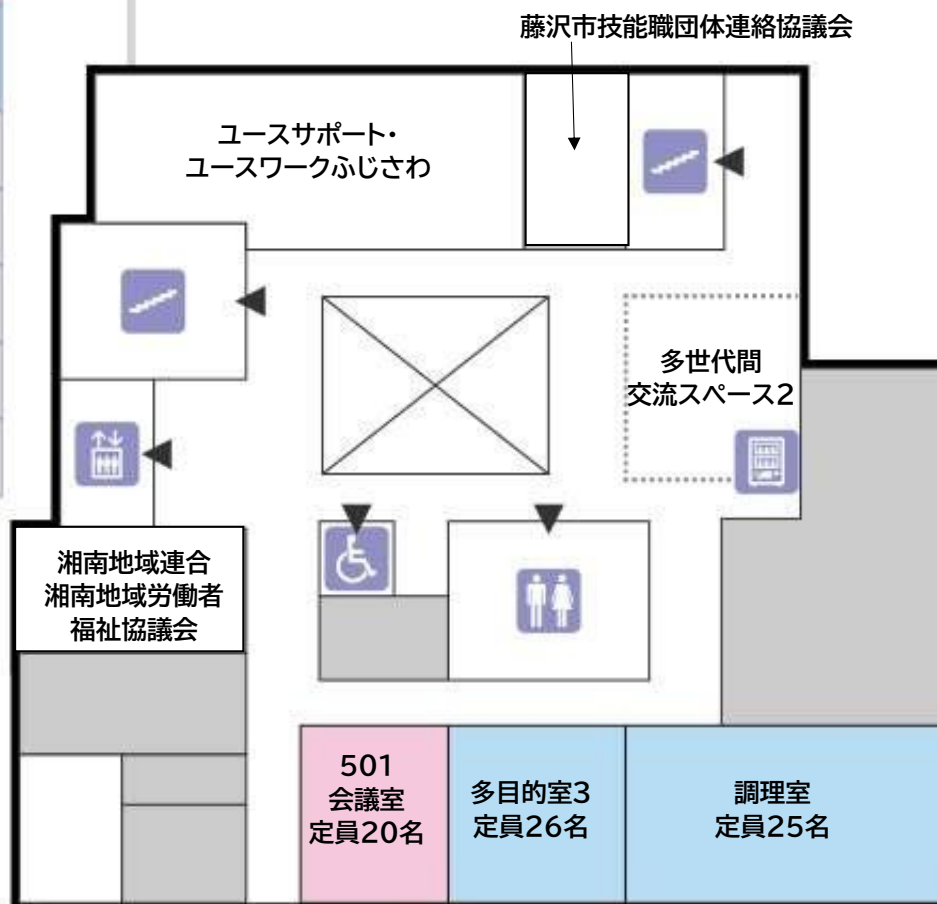 藤沢市技能職団体連絡協議会
ユースサポート・
ユースワークふじさわ
多世代間
交流スペース2
湘南地域連合
湘南地域労働者
福祉協議会
501
会議室
定員20名
多目的室3
定員26名
調理室
定員25名